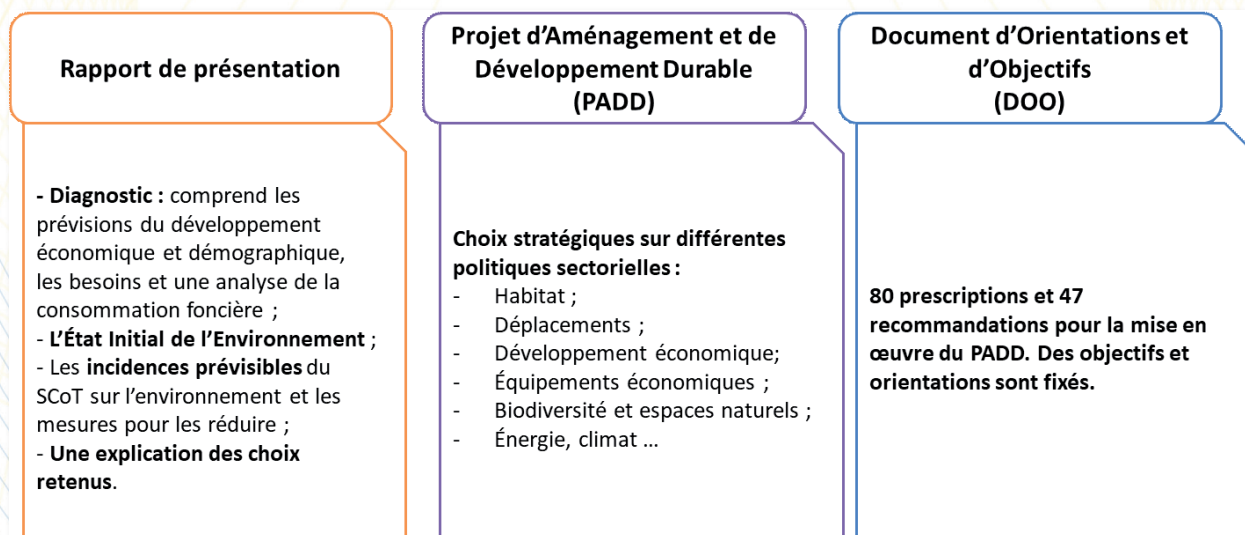 Rapport de présentation
- Diagnostic : comprend les
prévisions du développement
économique et démographique,
les besoins et une analyse de la
consommation foncière ;
- L’État Initial de l’Environnement ;
- Les incidences prévisibles du
SCoT sur l’environnement et les
mesures pour les réduire ;
- Une explication des choix
retenus.
Projet d’Aménagement et de
Développement Durable
(PADD)
Choix stratégiques sur différentes
politiques sectorielles :
- Habitat ;
- Déplacements ;
- Développement économique;
- Équipements économiques ;
- Biodiversité et espaces naturels ;
- Énergie, climat …
Document d’Orientations et
d’Objectifs
(DOO)
80 prescriptions et 47
recommandations pour la mise en
œuvre du PADD. Des objectifs et
orientations sont fixés.